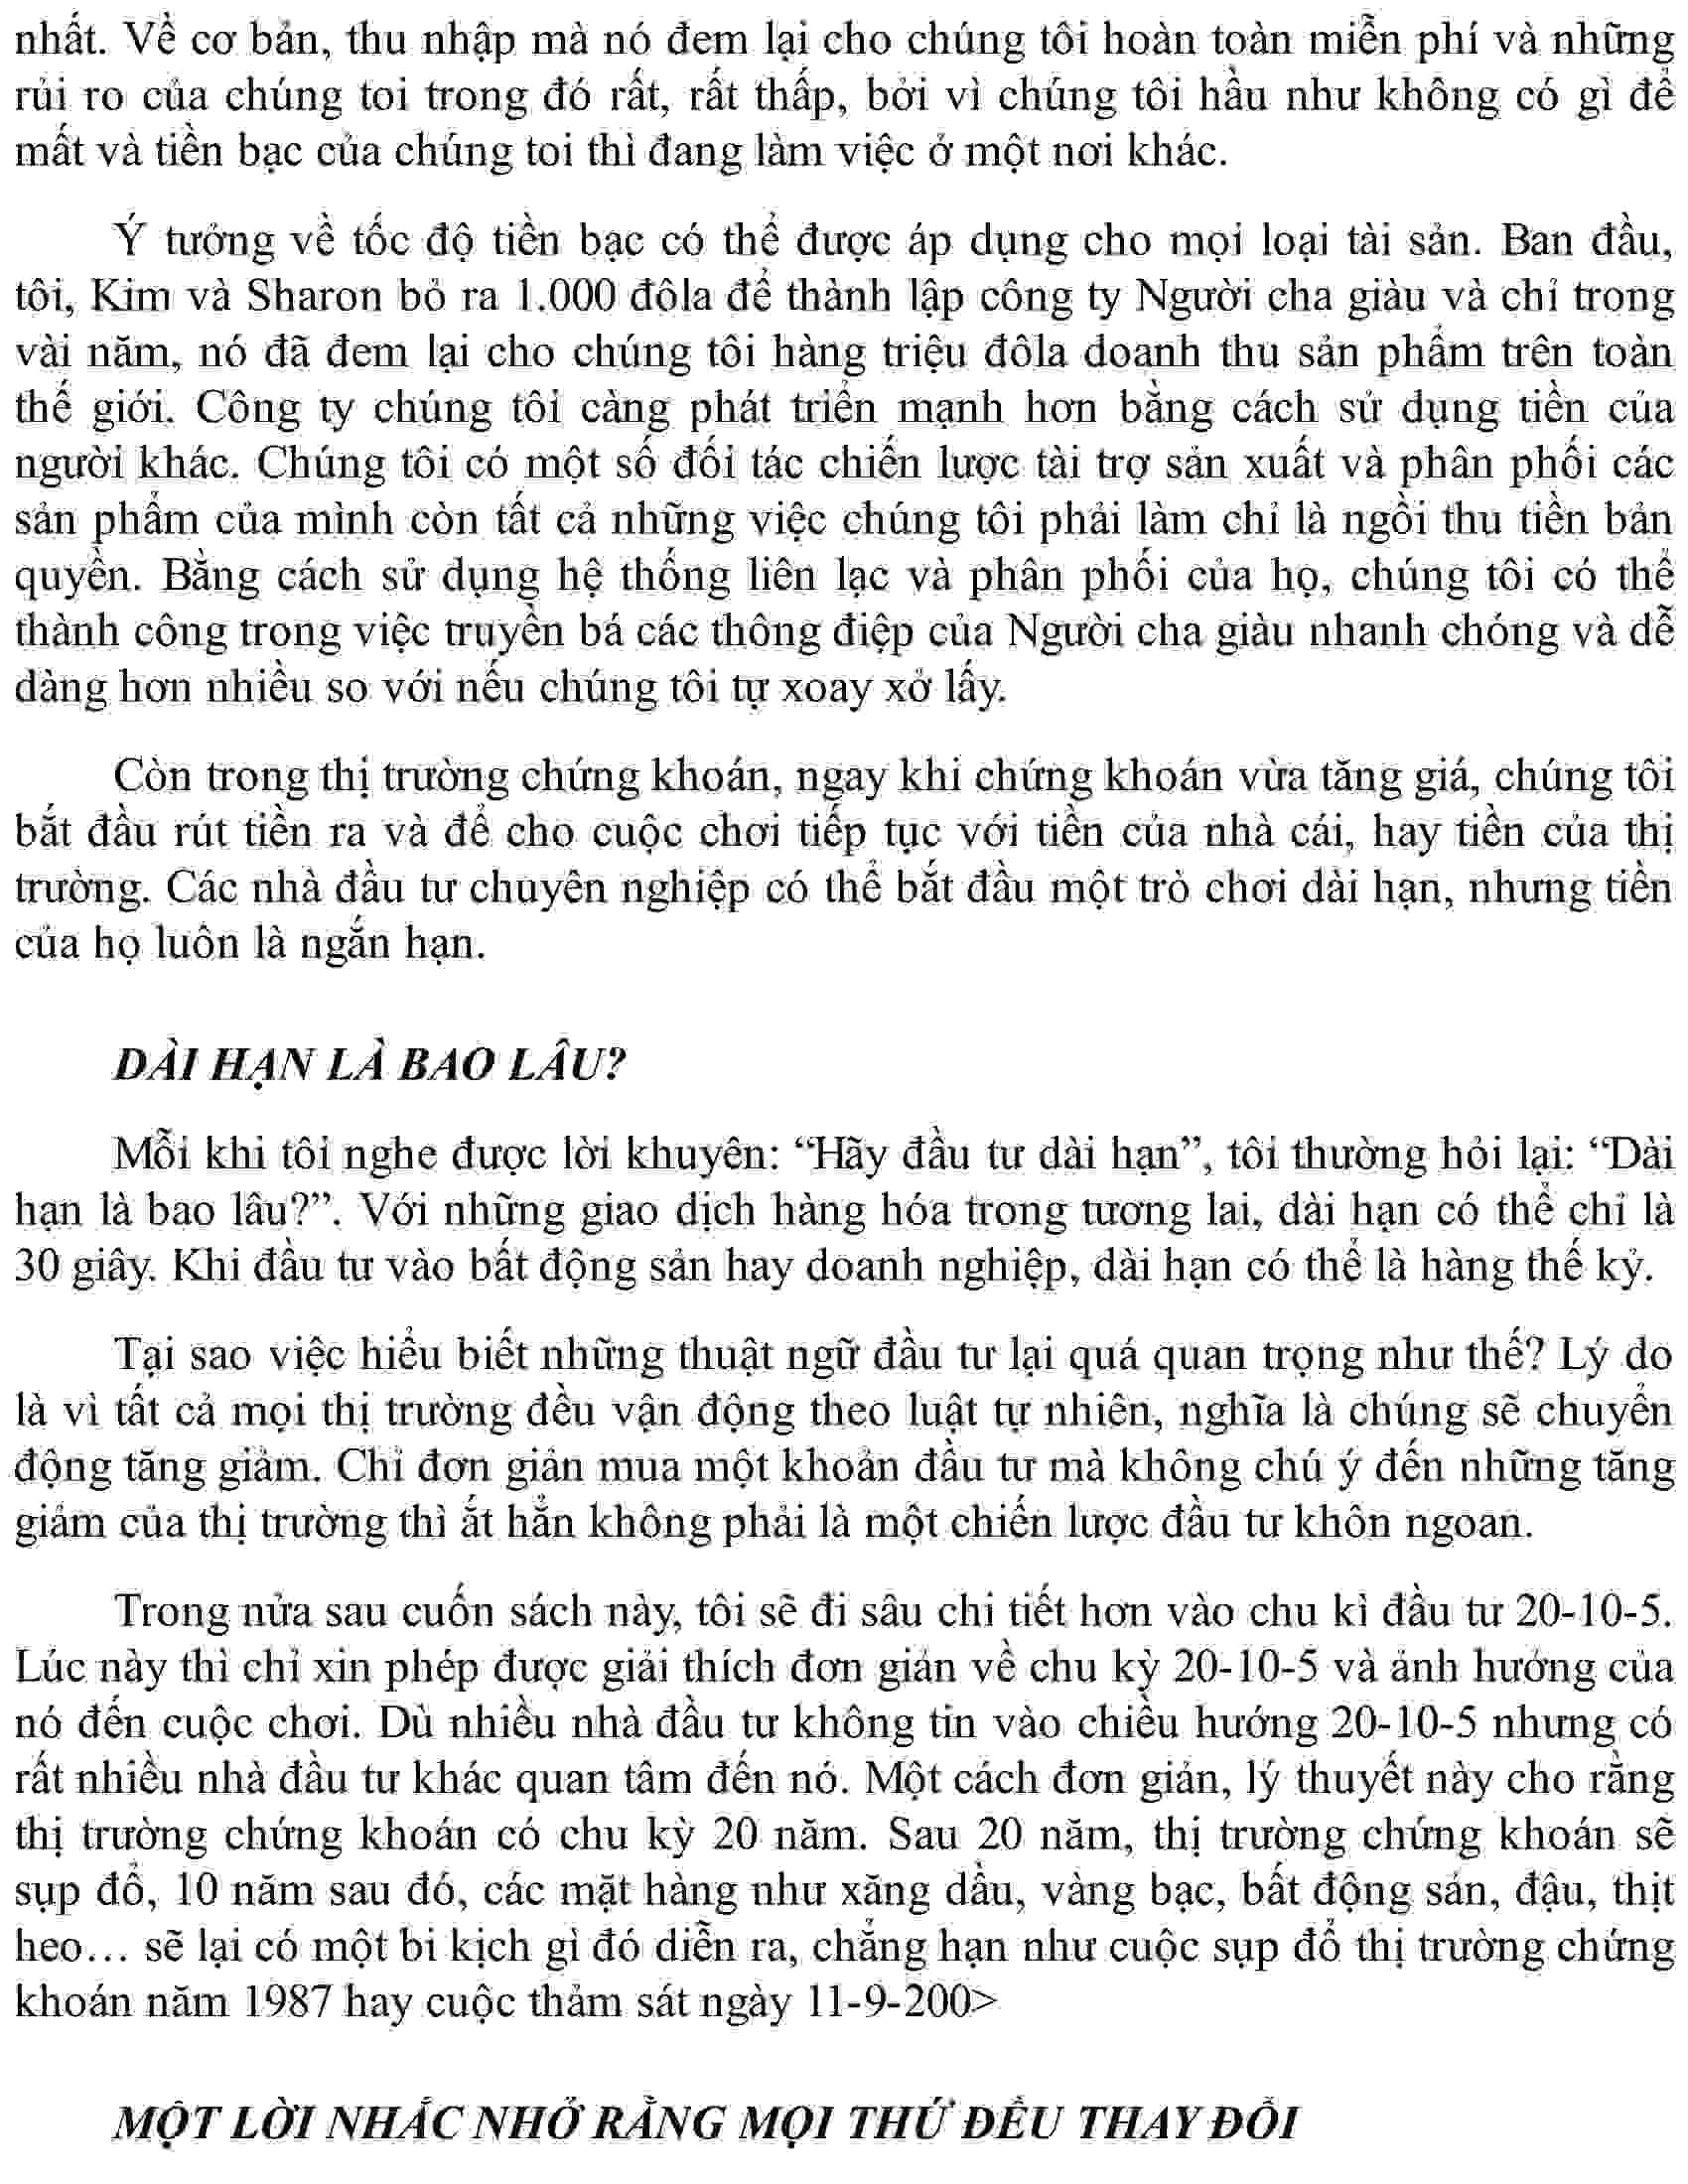 nhất. Về cơ bản, thu nhập mà nó đem lại cho chúng tôi hoàn toàn miễn phí và những
rủi ro của chúng toi trong đó rất, rất thấp, bởi vì chúng tôi hầu như không có gì để
mất và tiền bạc của chúng toi thì đang làm việc ở một nơi khác.
Ý tưởng về tốc độ tiền bạc có thể được áp dụng cho mọi loại tài sản. Ban đầu,
tôi, Kim và Sharon bỏ ra 1.000 đôla để thành lập công ty Người cha giàu và chỉ trong
vài năm, nó đã đem lại cho chúng tôi hàng triệu đôla doanh thu sản phẩm trên toàn
thế giới. Công ty chúng tôi càng phát triển mạnh hơn bằng cách sử dụng tiền của
người khác. Chúng tôi có một số đối tác chiến lược tài trợ sản xuất và phân phối các
sản phẩm của mình còn tất cả những việc chúng tôi phải làm chỉ là ngồi thu tiền bản
quyền. Bằng cách sử dụng hệ thống liên lạc và phân phối của họ, chúng tôi có thể
thành công trong việc truyền bá các thông điệp của Người cha giàu nhanh chóng và dễ
dàng hơn nhiều so với nếu chúng tôi tự xoay xở lấy.
Còn trong thị trường chứng khoán, ngay khi chứng khoán vừa tăng giá, chúng tôi
bắt đầu rút tiền ra và để cho cuộc chơi tiếp tục với tiền của nhà cái, hay tiền của thị
trường. Các nhà đầu tư chuyên nghiệp có thể bắt đầu một trò chơi dài hạn, nhưng tiền
của họ luôn là ngắn hạn.
DÀI HẠN LÀ BAO LÂU?
Mỗi khi tôi nghe được lời khuyên: “Hãy đầu tư dài hạn”, tôi thường hỏi lại: “Dài
hạn là bao lâu?”. Với những giao dịch hàng hóa trong tương lai, dài hạn có thể chỉ là
30 giây. Khi đầu tư vào bất động sản hay doanh nghiệp, dài hạn có thể là hàng thế kỷ.
Tại sao việc hiểu biết những thuật ngữ đầu tư lại quá quan trọng như thế? Lý do
là vì tất cả mọi thị trường đều vận động theo luật tự nhiên, nghĩa là chúng sẽ chuyển
động tăng giảm. Chỉ đơn giản mua một khoản đầu tư mà không chú ý đến những tăng
giảm của thị trường thì ắt hẳn không phải là một chiến lược đầu tư khôn ngoan.
Trong nửa sau cuốn sách này, tôi sẽ đi sâu chi tiết hơn vào chu kì đầu tư 20-10-5.
Lúc này thì chỉ xin phép được giải thích đơn giản về chu kỳ 20-10-5 và ảnh hưởng của
nó đến cuộc chơi. Dù nhiều nhà đầu tư không tin vào chiều hướng 20-10-5 nhưng có
rất nhiều nhà đầu tư khác quan tâm đến nó. Một cách đơn giản, lý thuyết này cho rằng
thị trường chứng khoán có chu kỳ 20 năm. Sau 20 năm, thị trường chứng khoán sẽ
sụp đổ, 10 năm sau đó, các mặt hàng như xăng dầu, vàng bạc, bất động sản, đậu, thịt
heo… sẽ lại có một bi kịch gì đó diễn ra, chẳng hạn như cuộc sụp đổ thị trường chứng
khoán năm 1987 hay cuộc thảm sát ngày 11-9-200>
MỘT LỜI NHẮC NHỞ RẰNG MỌI THỨ ĐỀU THAY ĐỔI